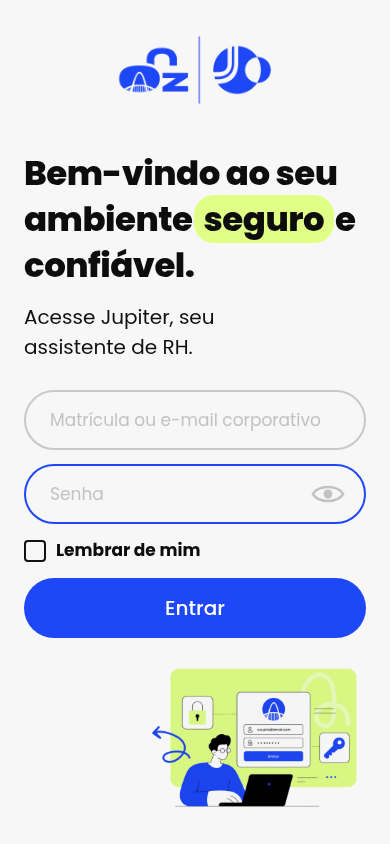 Bem-vindo ao seu
ambiente seguro e
confiável.
Acesse Jupiter, seu
assistente de RH.
Matrícula ou e-mail corporativo
Senha
Lembrar de mim
Entrar